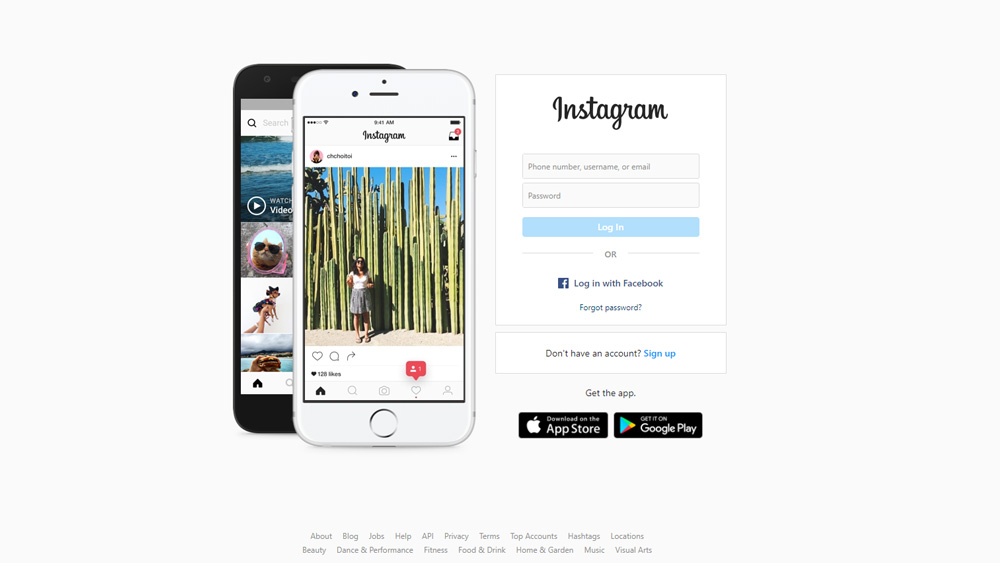 Search
WATCH
Video
9:41 AM
Instagram
chchoitoi
128 likes
1
Instagram
Phone number, username, or email
Password
Log In
OR
Log in with Facebook
Forgot password?
Don't have an account? Sign up
Get the app.
Download on the
App Store
GET IT ON
Google Play
About Blog Jobs Help API Privacy Terms Top Accounts Hashtags Locations
Beauty Dance & Performance Fitness Food & Drink Home & Garden Music Visual Arts